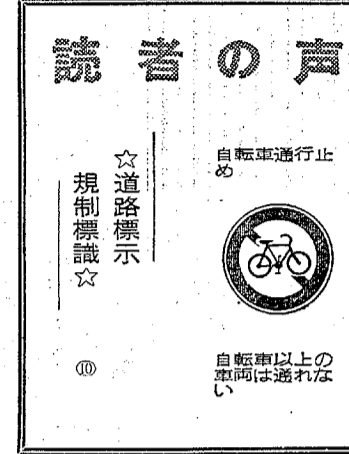 読者の声
自転車通行止
め
自転車以上の
車両は通れな
い
☆道路標示
規制標識☆
⑩